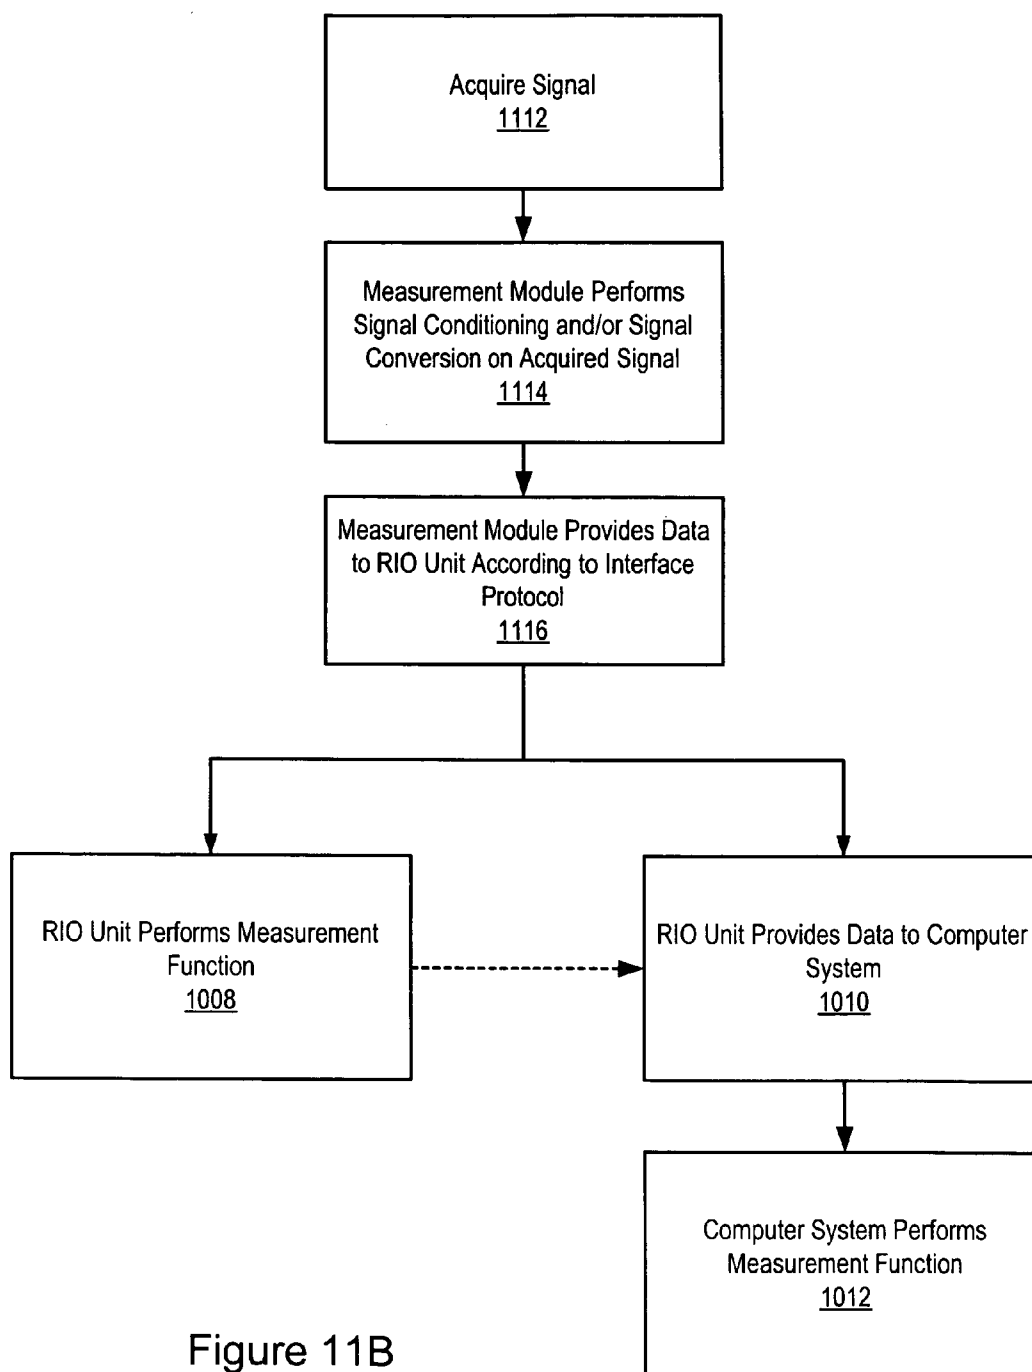 Acquire Signal
1112
Measurement Module Performs
Signal Conditioning and/or Signal
Conversion on Acquired Signal
1114
Measurement Module Provides Data
to RIO Unit According to Interface
Protocol
1116
RIO Unit Performs Measurement
Function
1008
RIO Unit Provides Data to Computer
System
1010
Computer System Performs
Measurement Function
1012
Figure 11B